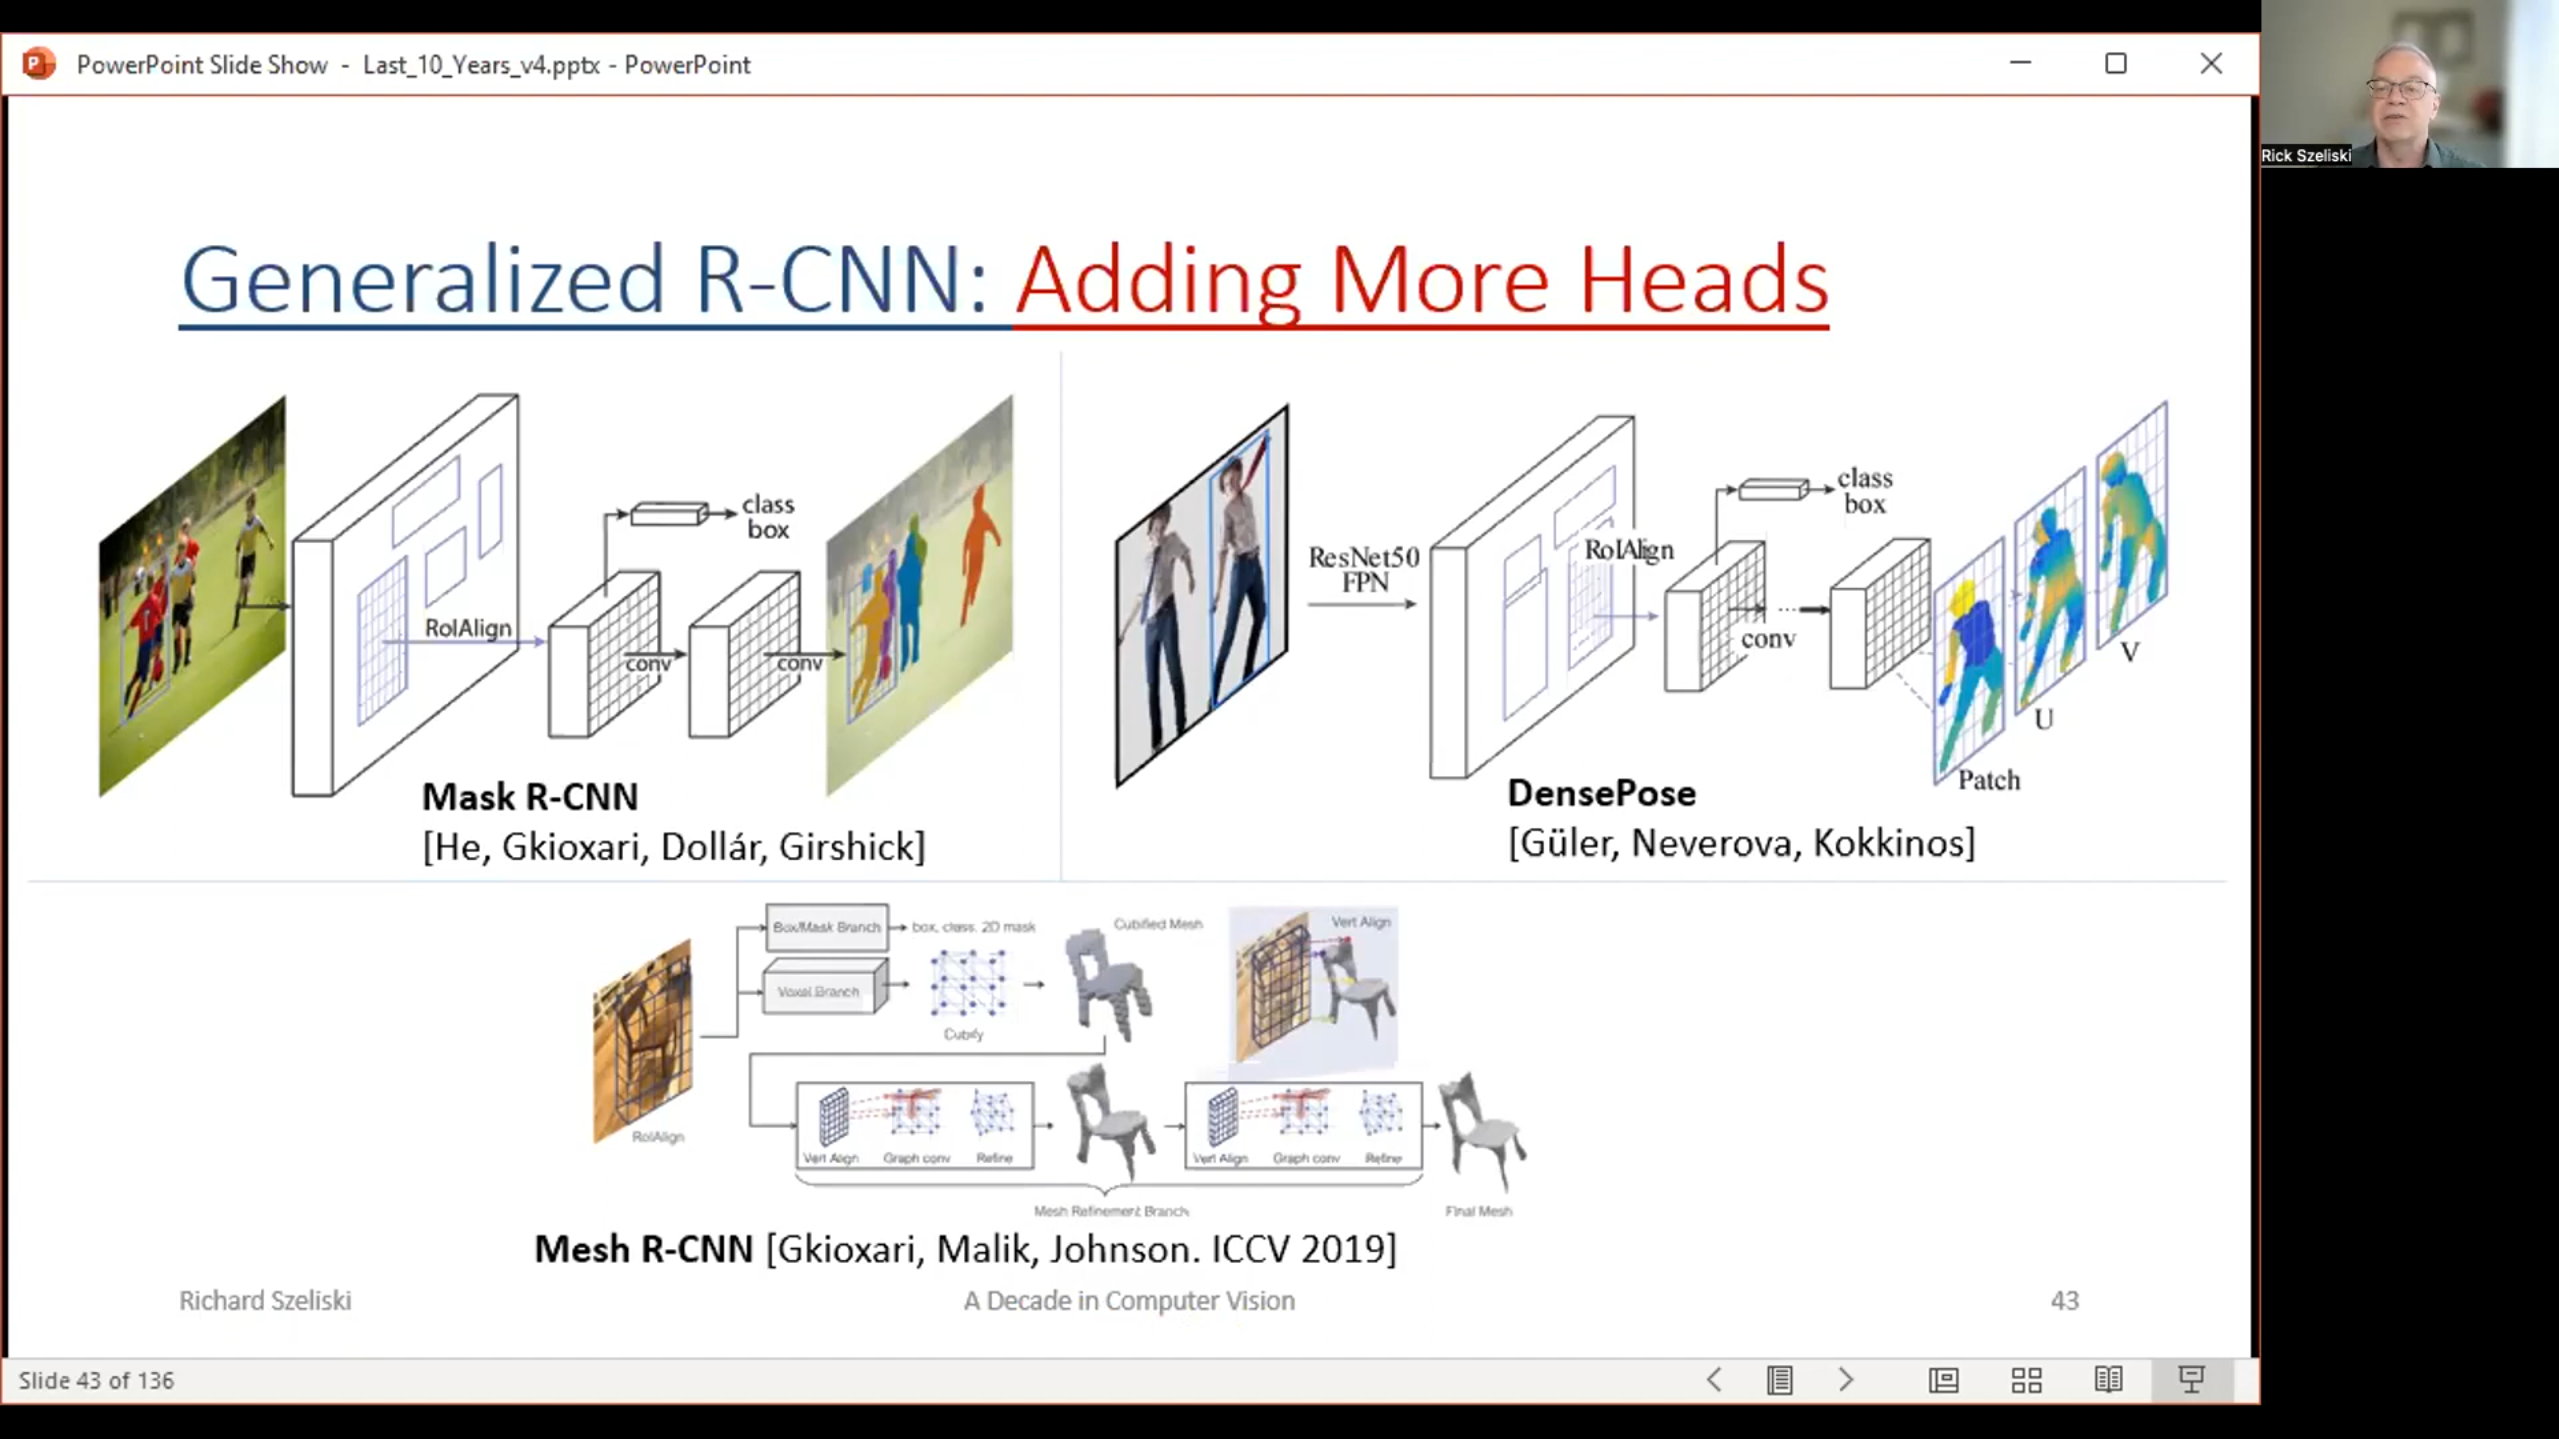 PowerPoint Slide Show - Last_10_Years_v4.pptx - PowerPoint
Rick Szeliski
Generalized R-CNN: Adding More Heads
RoIAlign
conv
conv
class
box
Mask R-CNN
[He, Gkioxari, Dollár, Girshick]
ResNet50
FPN
RoIAlign
conv
class
box
Patch
U
V
DensePose
[Güler, Neverova, Kokkinos]
RoIAlign
Box/Mask Branch
box, class, 2D mask
Voxel Branch
Cubify
Cubified Mesh
Vert Align
Vert Align Graph conv Refine
Vert Align Graph conv Refine
Mesh Refinement Branch
Final Mesh
Mesh R-CNN [Gkioxari, Malik, Johnson. ICCV 2019]
Richard Szeliski
A Decade in Computer Vision
43
Slide 43 of 136